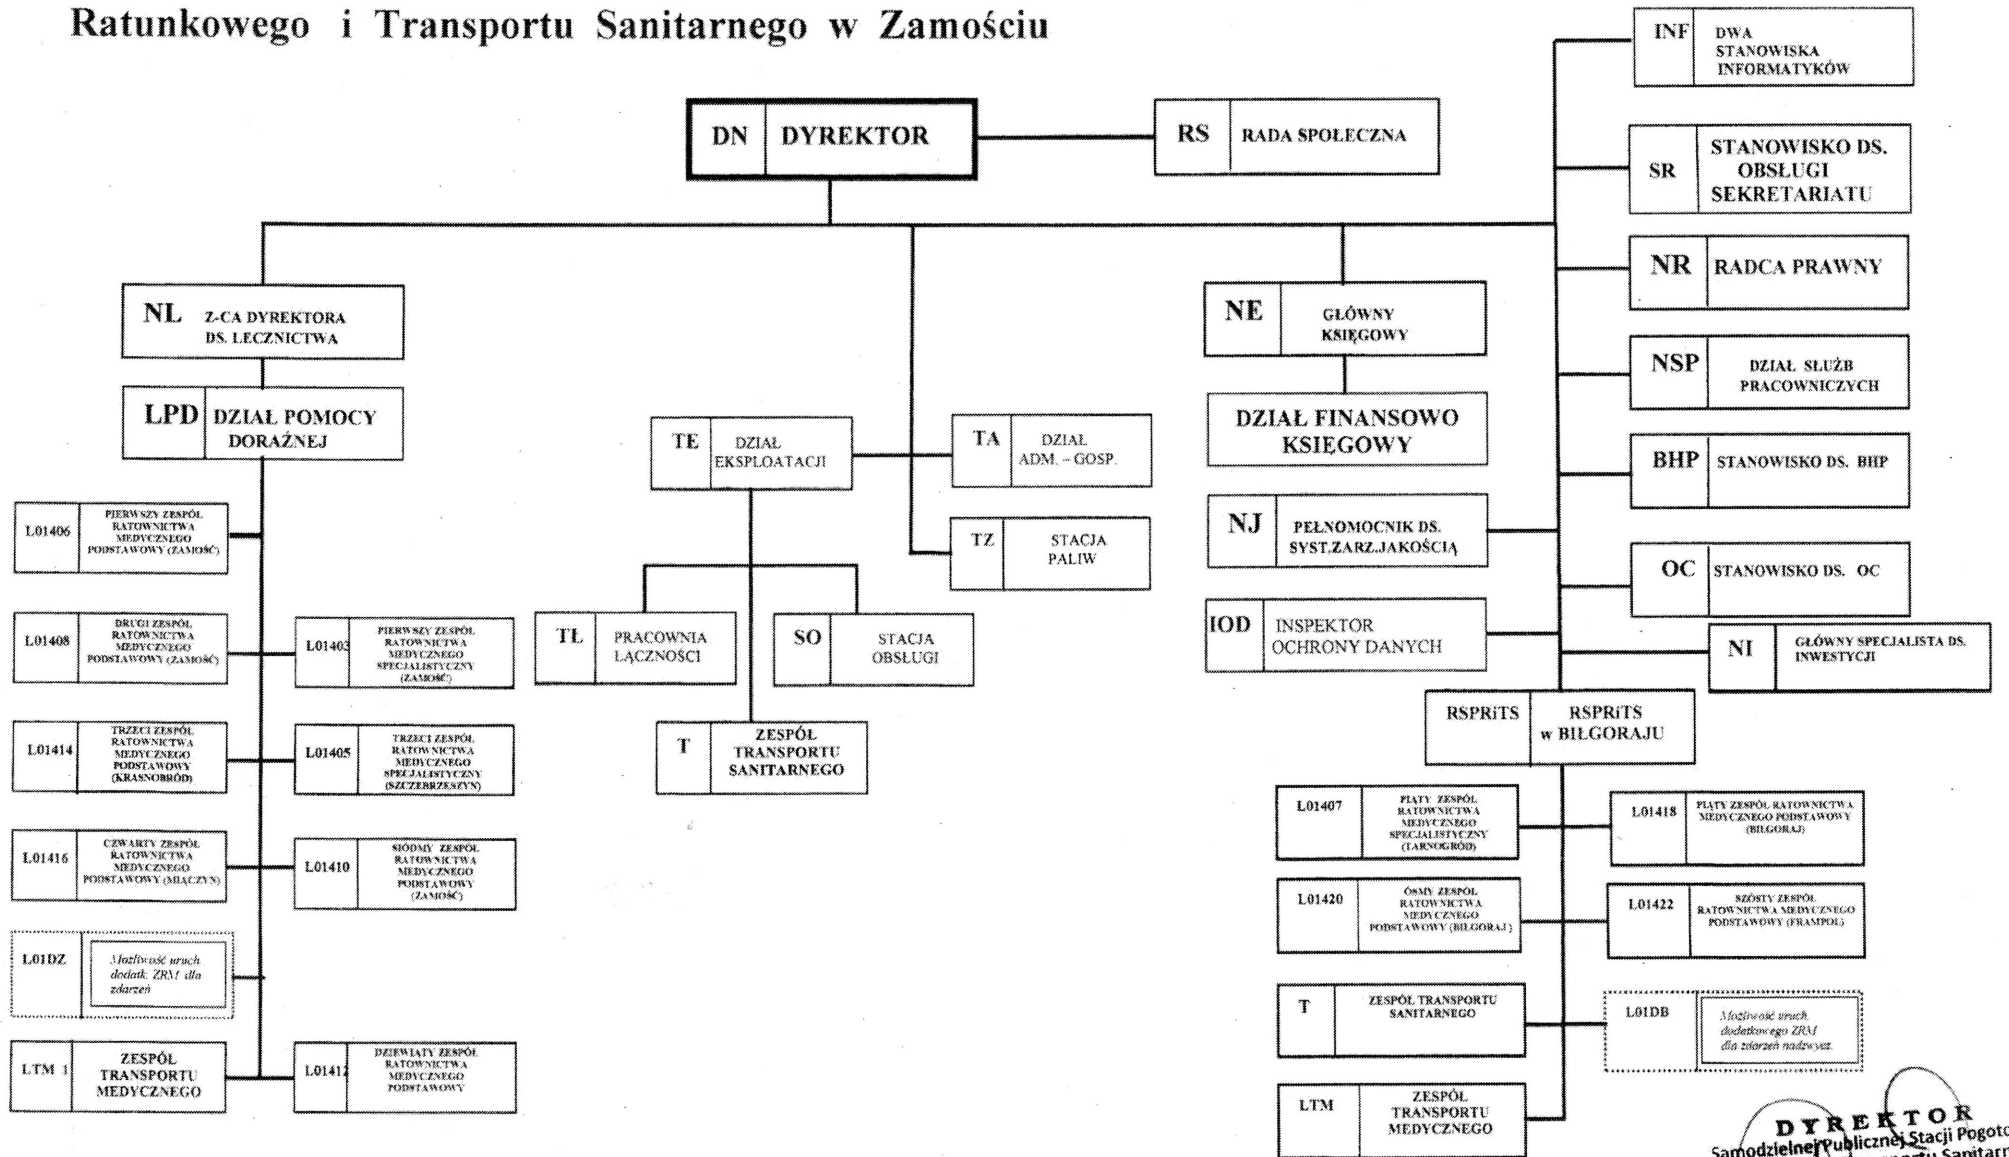 Ratunkowego i Transportu Sanitarnego w Zamościu
INF
DWA
STANOWISKA
INFORMATYKÓW
DN
DYREKTOR
RS
RADA SPOŁECZNA
SR
STANOWISKO DS.
OBSŁUGI
SEKRETARIATU
NR
RADCA PRAWNY
NL
Z-CA DYREKTORA
DS. LECZNICTWA
NE
GŁÓWNY
KSIĘGOWY
NSP
DZIAŁ SŁUŻB
PRACOWNICZYCH
LPD
DZIAŁ POMOCY
DORAŹNEJ
TE
DZIAŁ
EKSPLOATACJI
TA
DZIAŁ
ADM. – GOSP.
DZIAŁ FINANSOWO
KSIĘGOWY
BHP
STANOWISKO DS. BHP
L01406
PIERWSZY ZESPÓŁ
RATOWNICTWA
MEDYCZNEGO
PODSTAWOWY (ZAMOŚĆ)
TZ
STACJA
PALIW
NJ
PEŁNOMOCNIK DS.
SYST.ZARZ.JAKOŚCIĄ
OC
STANOWISKO DS. OC
L01408
DRUGI ZESPÓŁ
RATOWNICTWA
MEDYCZNEGO
PODSTAWOWY (ZAMOŚĆ)
L01403
PIERWSZY ZESPÓŁ
RATOWNICTWA
MEDYCZNEGO
SPECJALISTYCZNY
(ZAMOŚĆ)
TŁ
PRACOWNIA
ŁĄCZNOŚCI
SO
STACJA
OBSŁUGI
IOD
INSPEKTOR
OCHRONY DANYCH
NI
GŁÓWNY SPECJALISTA DS.
INWESTYCJI
L01414
TRZECI ZESPÓŁ
RATOWNICTWA
MEDYCZNEGO
PODSTAWOWY
(KRASNOBRÓD)
L01405
TRZECI ZESPÓŁ
RATOWNICTWA
MEDYCZNEGO
SPECJALISTYCZNY
(SZCZEBRZESZYN)
T
ZESPÓŁ
TRANSPORTU
SANITARNEGO
RSPRiTS
RSPRiTS
w BIŁGORAJU
L01416
CZWARTY ZESPÓŁ
RATOWNICTWA
MEDYCZNEGO
PODSTAWOWY (MIĄCZYN)
L01410
SIÓDMY ZESPÓŁ
RATOWNICTWA
MEDYCZNEGO
PODSTAWOWY
(ZAMOŚĆ)
L01407
PIĄTY ZESPÓŁ
RATOWNICTWA
MEDYCZNEGO
SPECJALISTYCZNY
(TARNOGRÓD)
L01418
PIĄTY ZESPÓŁ RATOWNICTWA
MEDYCZNEGO PODSTAWOWY
(BIŁGORAJ)
L01420
ÓSMY ZESPÓŁ
RATOWNICTWA
MEDYCZNEGO
PODSTAWOWY (BIŁGORAJ)
L01422
SZÓSTY ZESPÓŁ
RATOWNICTWA MEDYCZNEGO
PODSTAWOWY (FRAMPOL)
L01DZ
Możliwość uruch.
dodatk. ZRM dla
zdarzeń
T
ZESPÓŁ TRANSPORTU
SANITARNEGO
L01DB
Możliwość uruch.
dodatkowego ZRM
dla zdarzeń nadzwycz.
LTM 1
ZESPÓŁ
TRANSPORTU
MEDYCZNEGO
L01412
DZIEWIĄTY ZESPÓŁ
RATOWNICTWA
MEDYCZNEGO
PODSTAWOWY
LTM
ZESPÓŁ
TRANSPORTU
MEDYCZNEGO
DYREKTOR
Samodzielnej Publicznej Stacji Pogoto